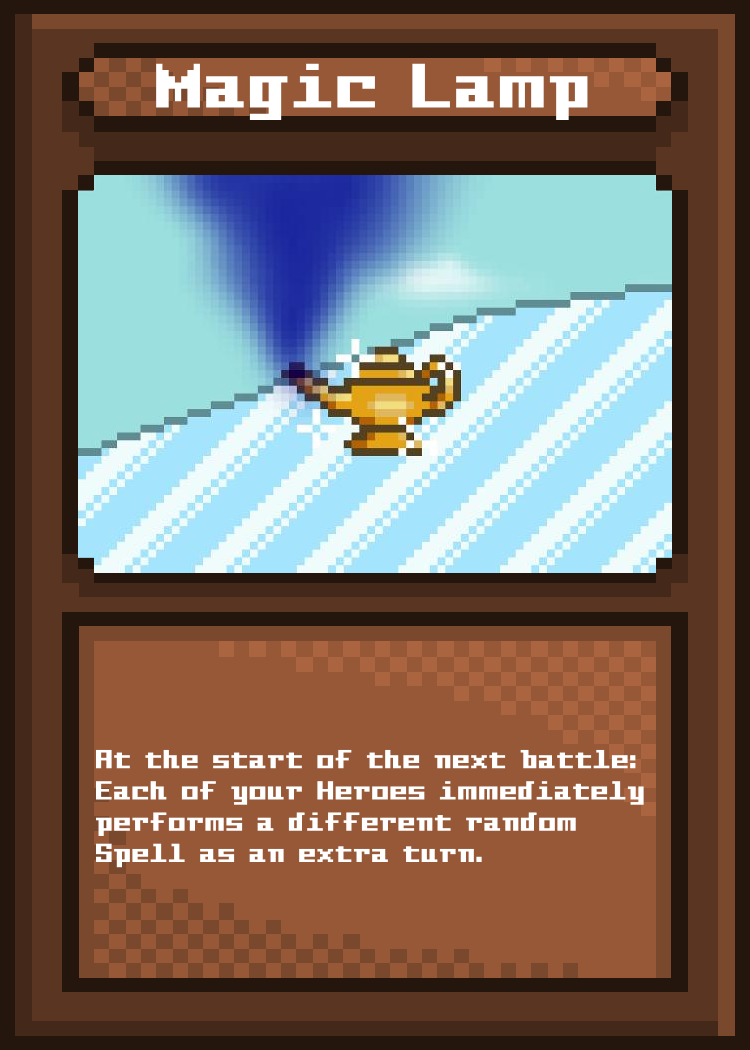 Magic Lamp
At the start of the next battle:
Each of your Heroes immediately
performs a different random
Spell as an extra turn.